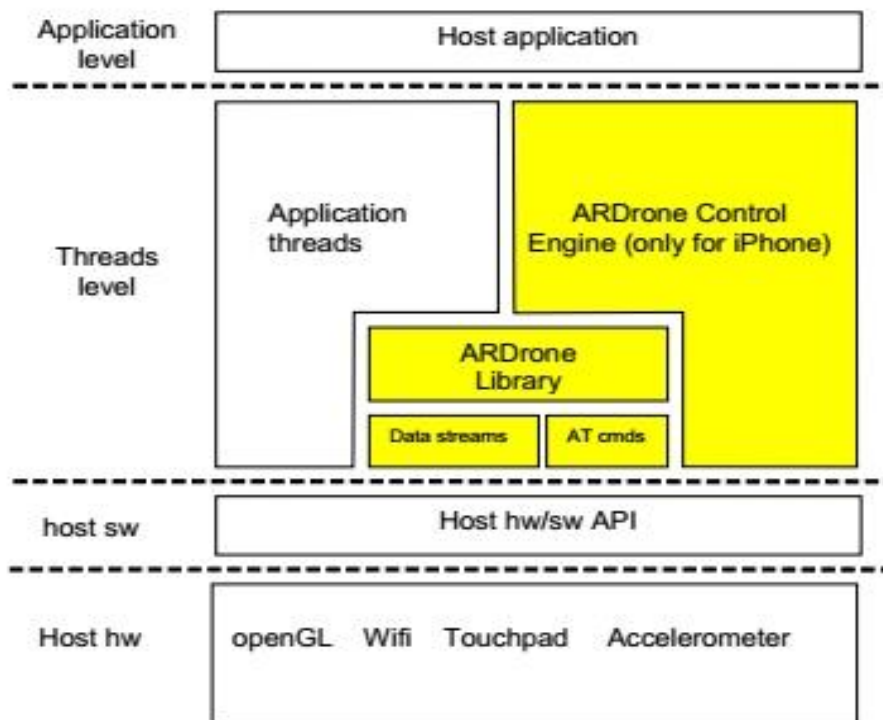 Application
level
Host application
Threads
level
Application
threads
ARDrone Control
Engine (only for iPhone)
ARDrone
Library
Data streams
AT cmds
host sw
Host hw/sw API
Host hw
openGL Wifi Touchpad Accelerometer